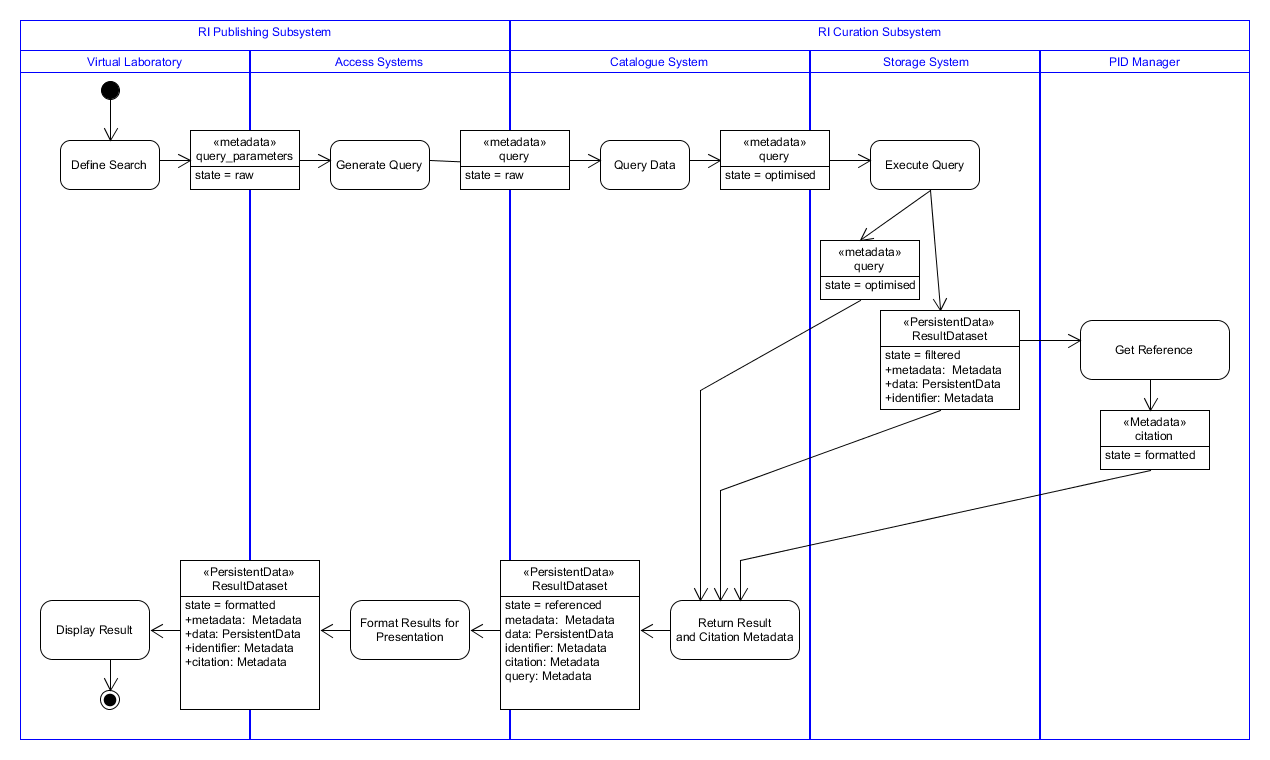 RI Publishing Subsystem
RI Curation Subsystem
Virtual Laboratory
Access Systems
Catalogue System
Storage System
PID Manager
Define Search
«metadata»
query_parameters
state = raw
Generate Query
«metadata»
query
state = raw
Query Data
«metadata»
query
state = optimised
Execute Query
«metadata»
query
state = optimised
«PersistentData»
ResultDataset
state = filtered
+metadata:  Metadata
+data: PersistentData
+identifier: Metadata
Get Reference
«Metadata»
citation
state = formatted
Display Result
«PersistentData»
ResultDataset
state = formatted
+metadata:  Metadata
+data: PersistentData
+identifier: Metadata
+citation: Metadata
Format Results for
Presentation
«PersistentData»
ResultDataset
state = referenced
metadata:  Metadata
data: PersistentData
identifier: Metadata
citation: Metadata
query: Metadata
Return Result
and Citation Metadata